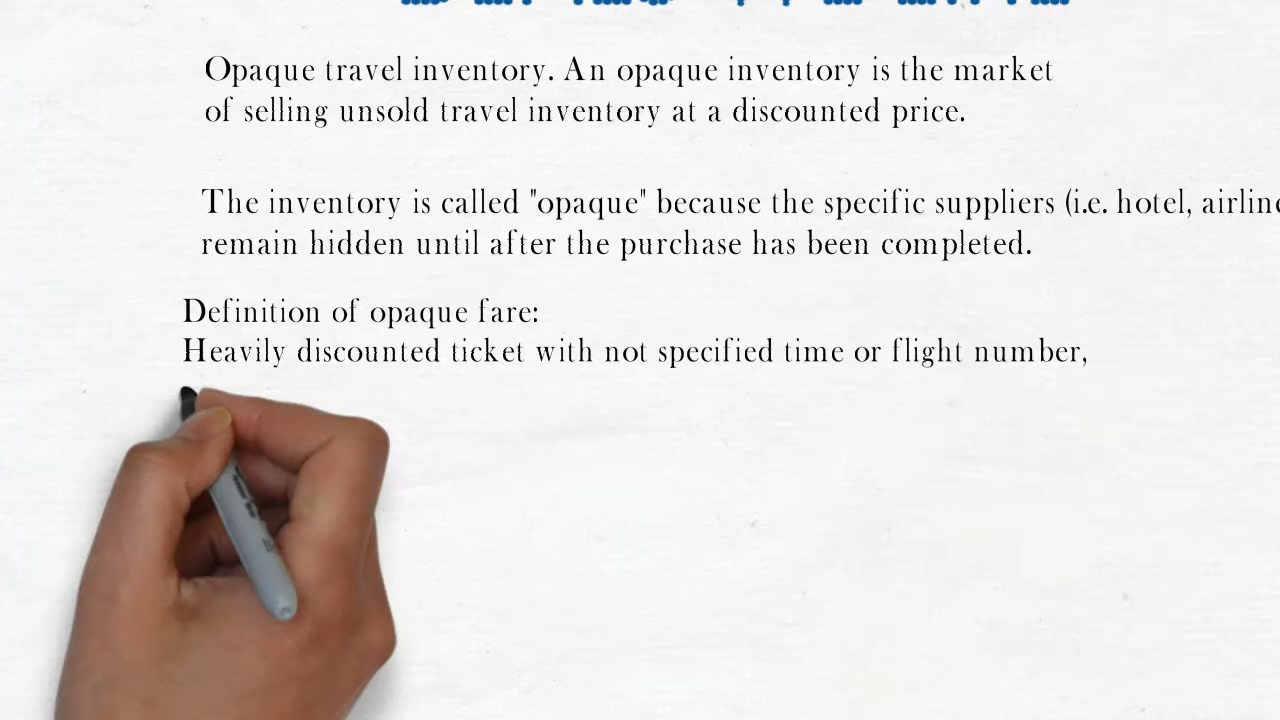 Opaque travel inventory. An opaque inventory is the market
of selling unsold travel inventory at a discounted price.
The inventory is called "opaque" because the specific suppliers (i.e. hotel, airline
remain hidden until after the purchase has been completed.
Definition of opaque fare:
Heavily discounted ticket with not specified time or flight number,